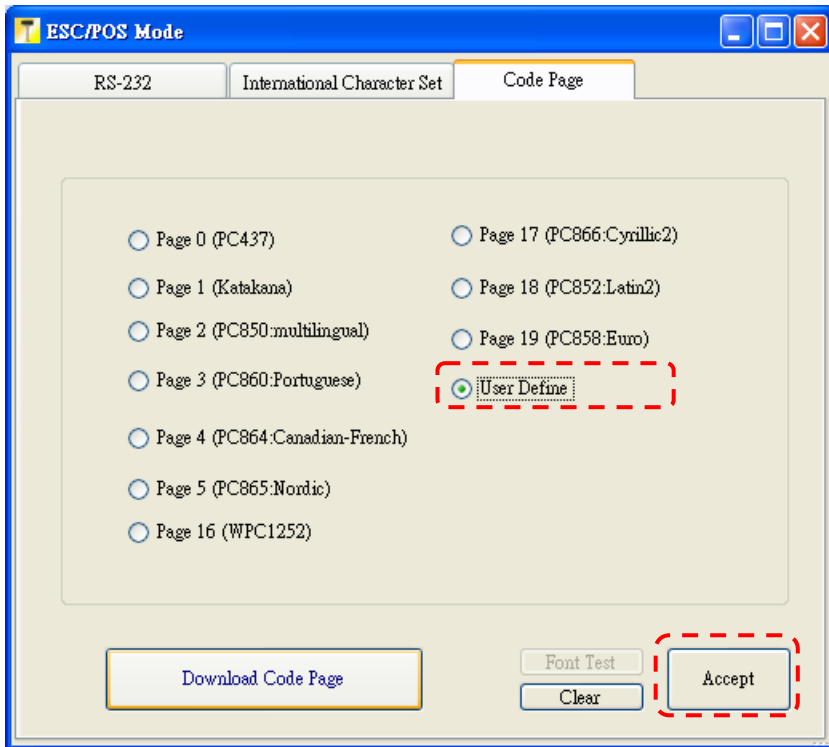 ESC/POS Mode
RS-232
International Character Set
Code Page
Page 0 (PC437)
Page 1 (Katakana)
Page 2 (PC850:multilingual)
Page 3 (PC860:Portuguese)
Page 4 (PC864:Canadian-French)
Page 5 (PC865:Nordic)
Page 16 (WPC1252)
Page 17 (PC866:Cyrillic2)
Page 18 (PC852:Latin2)
Page 19 (PC858:Euro)
User Define
Download Code Page
Font Test
Clear
Accept